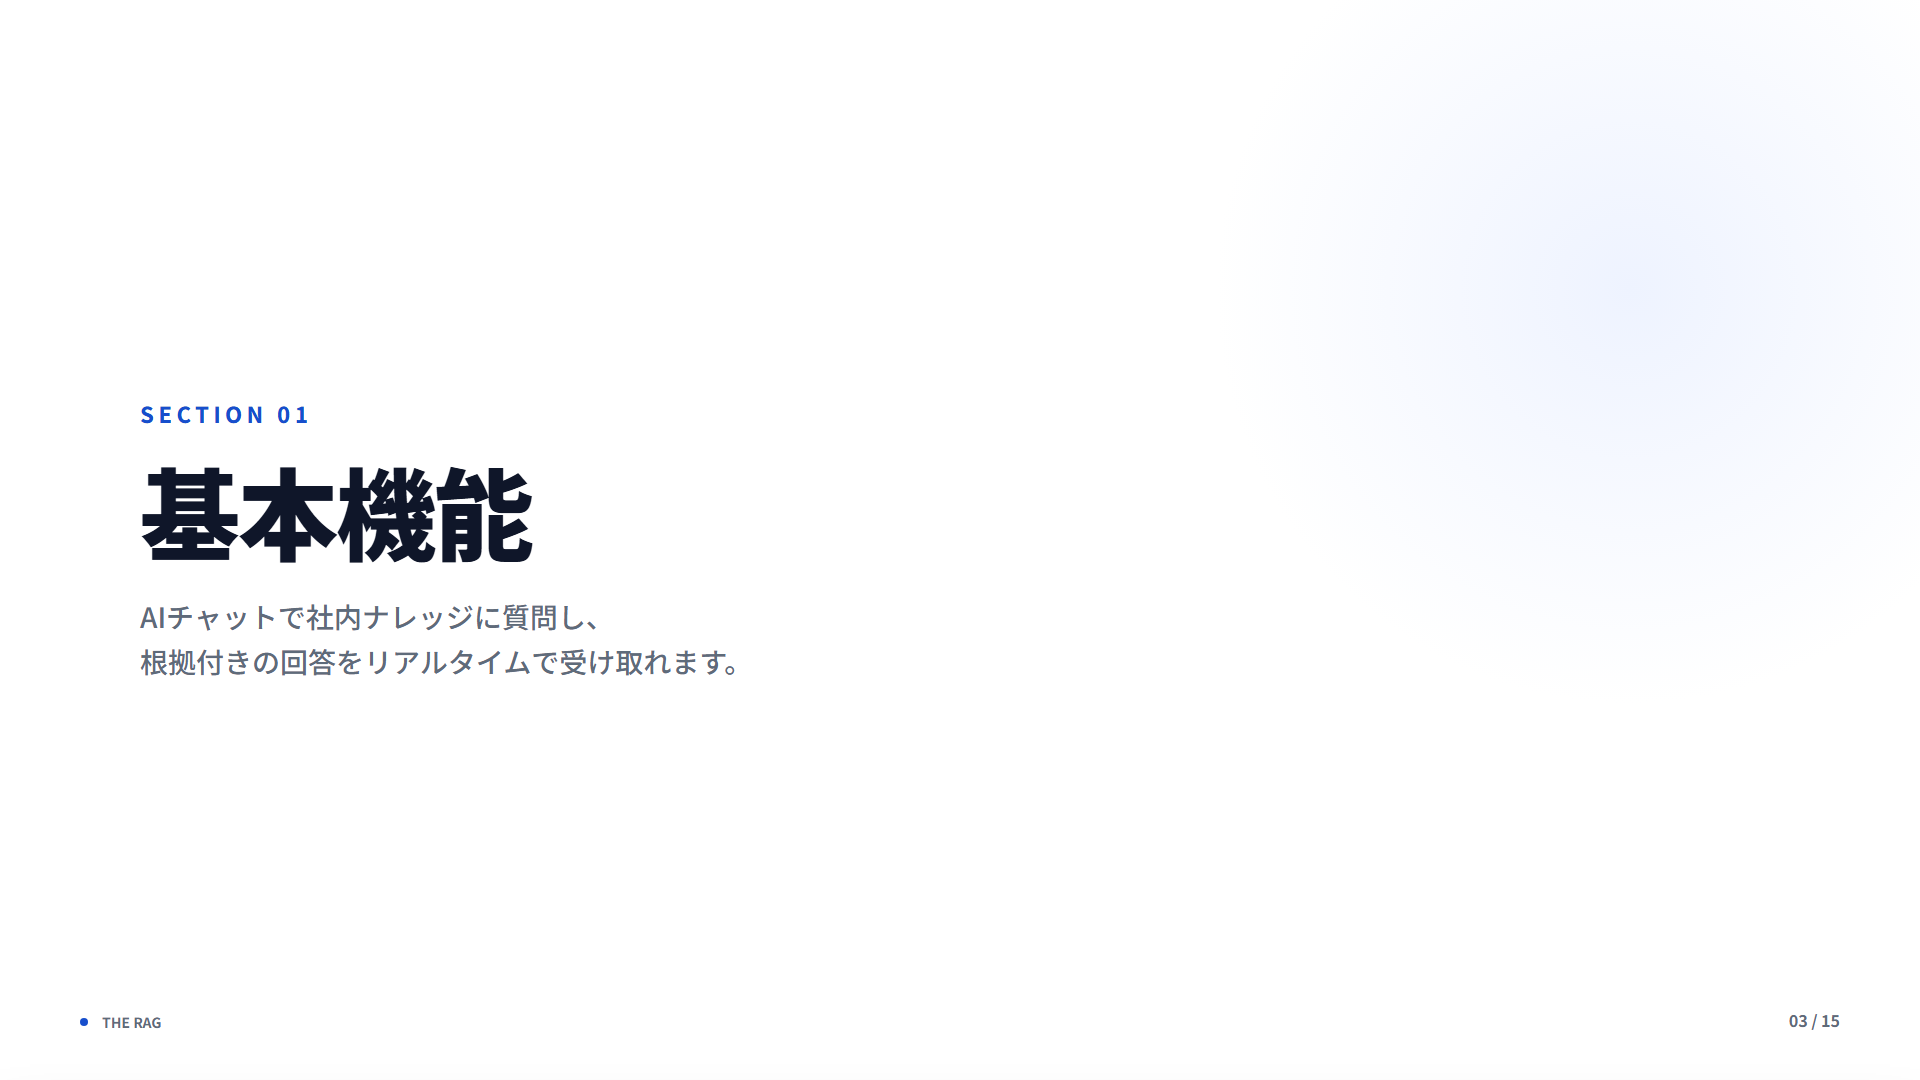 SECTION 01
基本機能
AIチャットで社内ナレッジに質問し、
根拠付きの回答をリアルタイムで受け取れます。
THE RAG
03 / 15